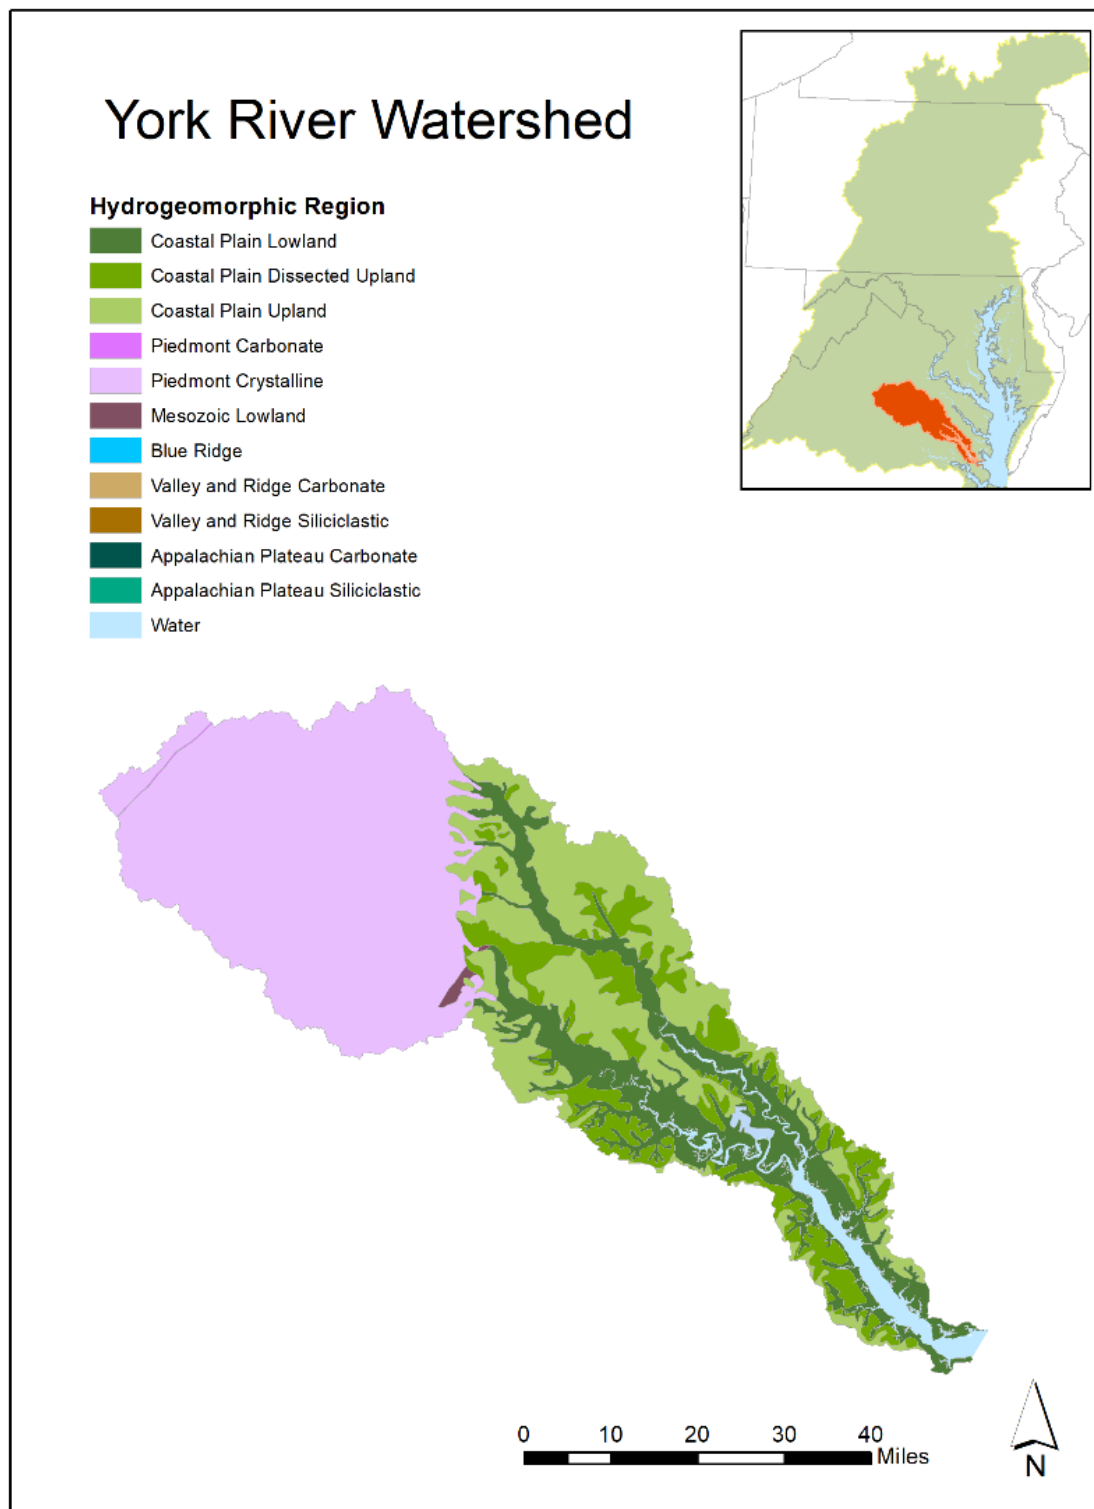 York River Watershed
Hydrogeomorphic Region
Coastal Plain Lowland
Coastal Plain Dissected Upland
Coastal Plain Upland
Piedmont Carbonate
Piedmont Crystalline
Mesozoic Lowland
Blue Ridge
Valley and Ridge Carbonate
Valley and Ridge Siliciclastic
Appalachian Plateau Carbonate
Appalachian Plateau Siliciclastic
Water
0 10 20 30 40
Miles
N